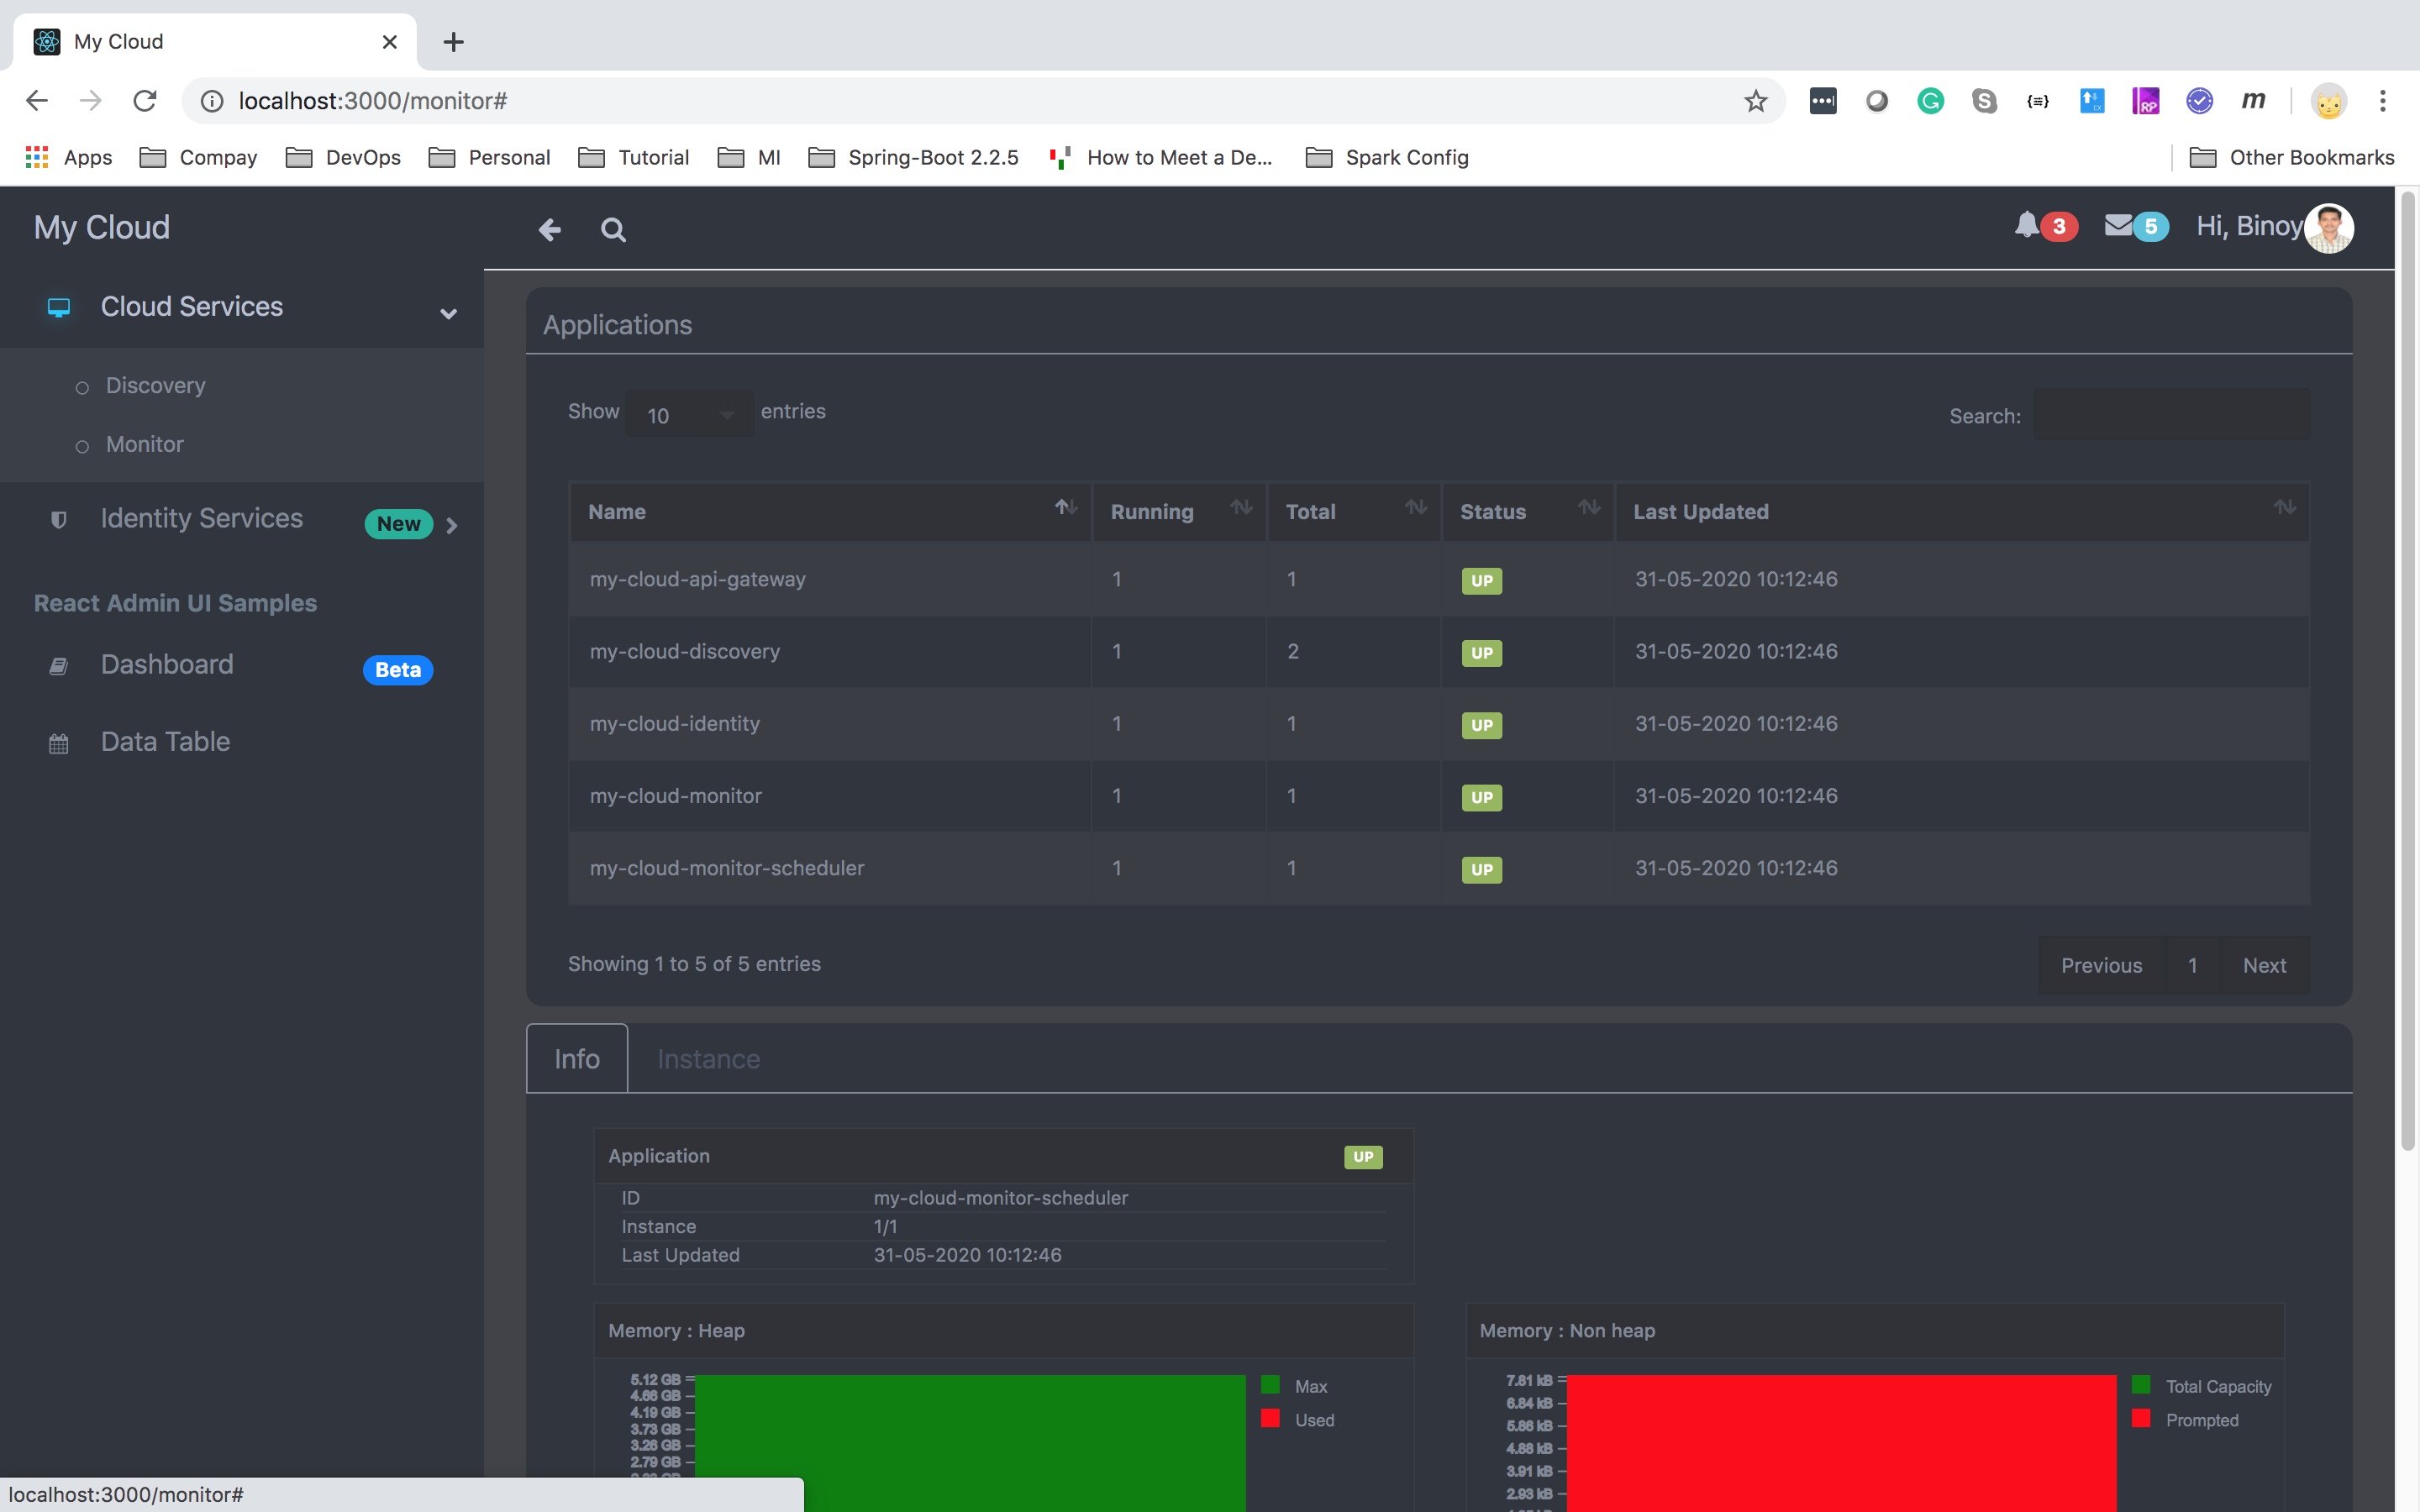 My Cloud
localhost:3000/monitor#
Apps Compay DevOps Personal Tutorial MI Spring-Boot 2.2.5 How to Meet a De... Spark Config Other Bookmarks
My Cloud
3 5 Hi, Binoy
Cloud Services
Discovery
Monitor
Identity Services New
React Admin UI Samples
Dashboard Beta
Data Table
Applications
Show 10 entries Search:
Name Running Total Status Last Updated
my-cloud-api-gateway 1 1 UP 31-05-2020 10:12:46
my-cloud-discovery 1 2 UP 31-05-2020 10:12:46
my-cloud-identity 1 1 UP 31-05-2020 10:12:46
my-cloud-monitor 1 1 UP 31-05-2020 10:12:46
my-cloud-monitor-scheduler 1 1 UP 31-05-2020 10:12:46
Showing 1 to 5 of 5 entries Previous 1 Next
Info Instance
Application UP
ID my-cloud-monitor-scheduler
Instance 1/1
Last Updated 31-05-2020 10:12:46
Memory : Heap
5.12 GB
4.66 GB
4.19 GB
3.73 GB
3.26 GB
2.79 GB
Max
Used
Memory : Non heap
7.81 kB
6.84 kB
5.86 kB
4.88 kB
3.91 kB
2.93 kB
Total Capacity
Prompted
localhost:3000/monitor#